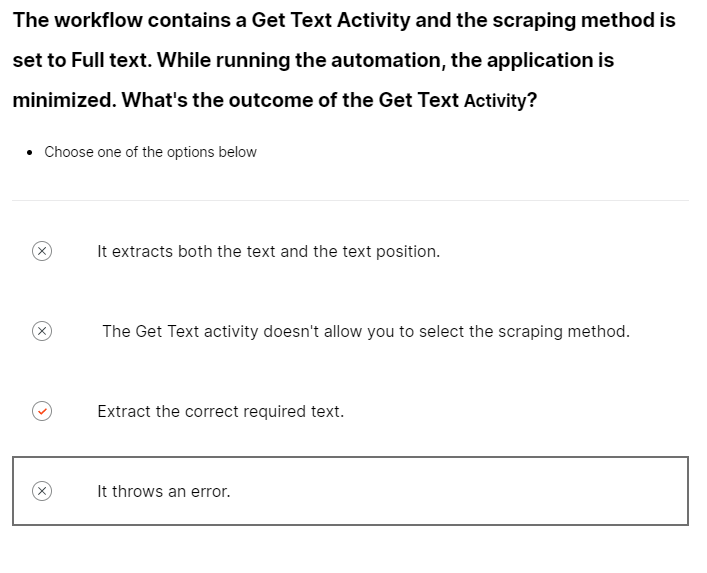 The workflow contains a Get Text Activity and the scraping method is
set to Full text. While running the automation, the application is
minimized. What's the outcome of the Get Text Activity?
• Choose one of the options below
It extracts both the text and the text position.
The Get Text activity doesn't allow you to select the scraping method.
Extract the correct required text.
It throws an error.